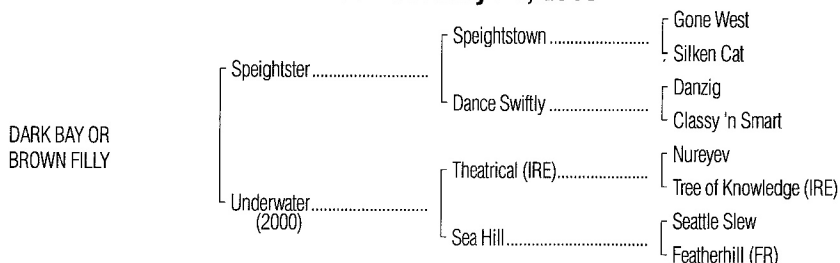 Gone West
Speightstown
Silken Cat
Speightster
Danzig
Dance Swiftly
Classy 'n Smart
DARK BAY OR
BROWN FILLY
Nureyev
Theatrical (IRE)
Tree of Knowledge (IRE)
Underwater
(2000)
Seattle Slew
Sea Hill
Featherhill (FR)